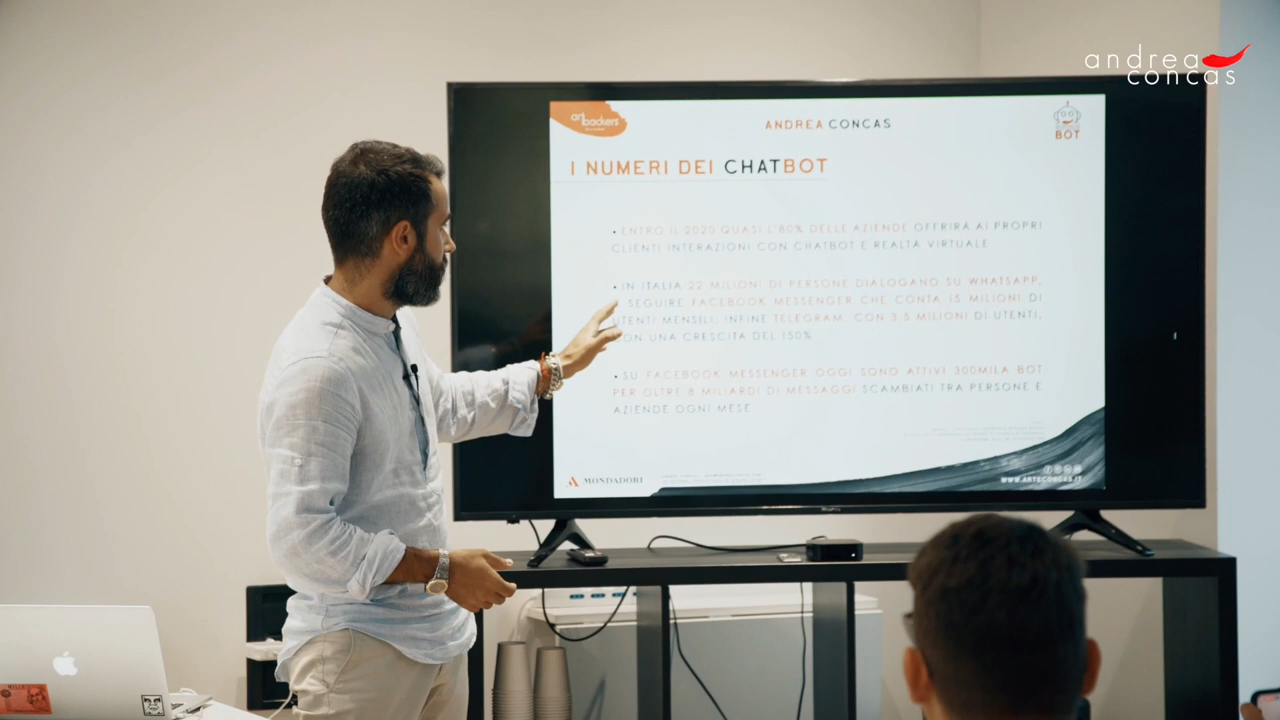 andrea
concas
art
backers
ANDREA CONCAS
BOT
I NUMERI DEI CHATBOT
• ENTRO IL 2020 QUASI L'80% DELLE AZIENDE OFFRIRÀ AI PROPRI
CLIENTI INTERAZIONI CON CHATBOT E REALTÀ VIRTUALE
• IN ITALIA 22 MILIONI DI PERSONE DIALOGANO SU WHATSAPP,
SEGUIRE FACEBOOK MESSENGER CHE CONTA 15 MILIONI DI
UTENTI MENSILI; INFINE TELEGRAM, CON 3.5 MILIONI DI UTENTI,
CON UNA CRESCITA DEL 150%
• SU FACEBOOK MESSENGER OGGI SONO ATTIVI 300MILA BOT
PER OLTRE 8 MILIARDI DI MESSAGGI SCAMBIATI TRA PERSONE E
AZIENDE OGNI MESE
MONDADORI
WWW.ARTECONCAS.IT